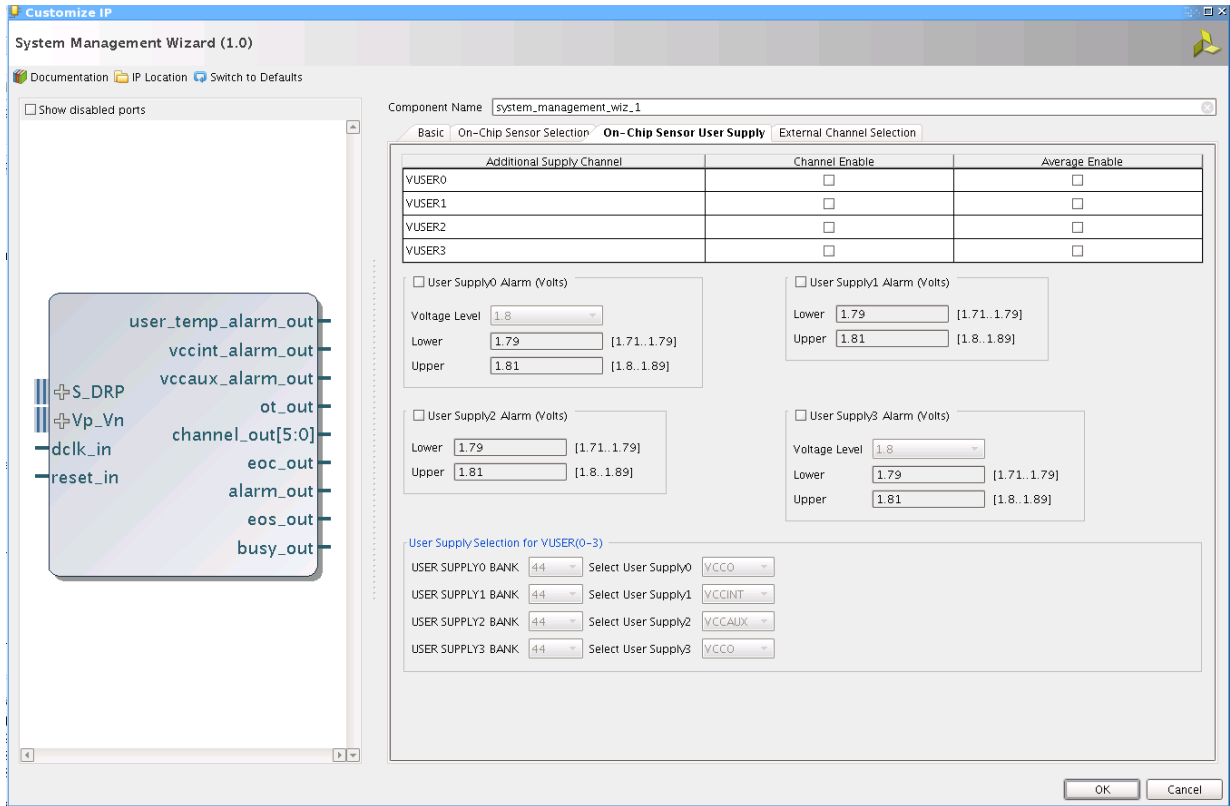 Customize IP
System Management Wizard (1.0)
Documentation IP Location Switch to Defaults
Show disabled ports
user_temp_alarm_out
vccint_alarm_out
vccaux_alarm_out
ot_out
channel_out[5:0]
eoc_out
alarm_out
eos_out
busy_out
S_DRP
Vp_Vn
dclk_in
reset_in
Component Name system_management_wiz_1
Basic On-Chip Sensor Selection On-Chip Sensor User Supply External Channel Selection
Additional Supply Channel Channel Enable Average Enable
VUSER0
VUSER1
VUSER2
VUSER3
User Supply0 Alarm (Volts)
Voltage Level 1.8
Lower 1.79 [1.71..1.79]
Upper 1.81 [1.8..1.89]
User Supply1 Alarm (Volts)
Lower 1.79 [1.71..1.79]
Upper 1.81 [1.8..1.89]
User Supply2 Alarm (Volts)
Lower 1.79 [1.71..1.79]
Upper 1.81 [1.8..1.89]
User Supply3 Alarm (Volts)
Voltage Level 1.8
Lower 1.79 [1.71..1.79]
Upper 1.81 [1.8..1.89]
User Supply Selection for VUSER(0-3)
USER SUPPLY0 BANK 44 Select User Supply0 VCCO
USER SUPPLY1 BANK 44 Select User Supply1 VCCINT
USER SUPPLY2 BANK 44 Select User Supply2 VCCAUX
USER SUPPLY3 BANK 44 Select User Supply3 VCCO
OK Cancel